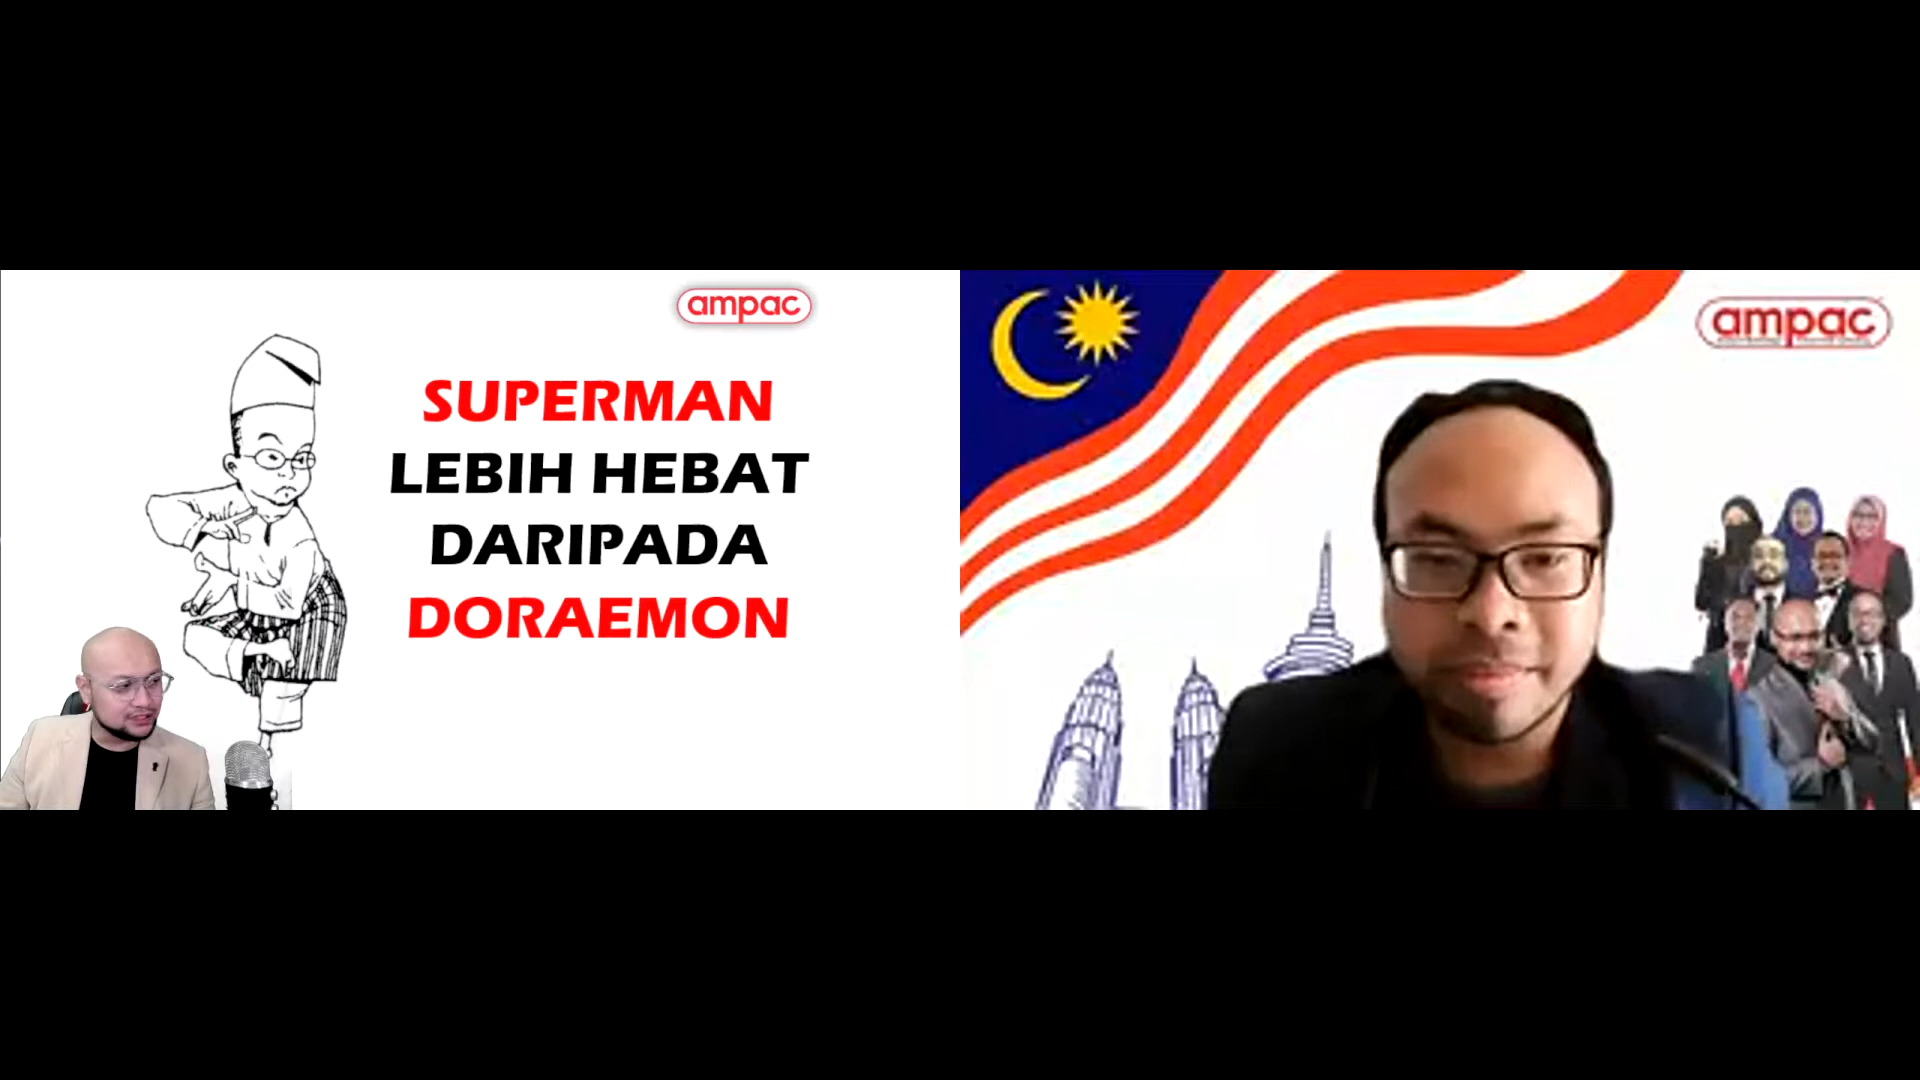 ampac
SUPERMAN
LEBIH HEBAT
DARIPADA
DORAEMON
ampac